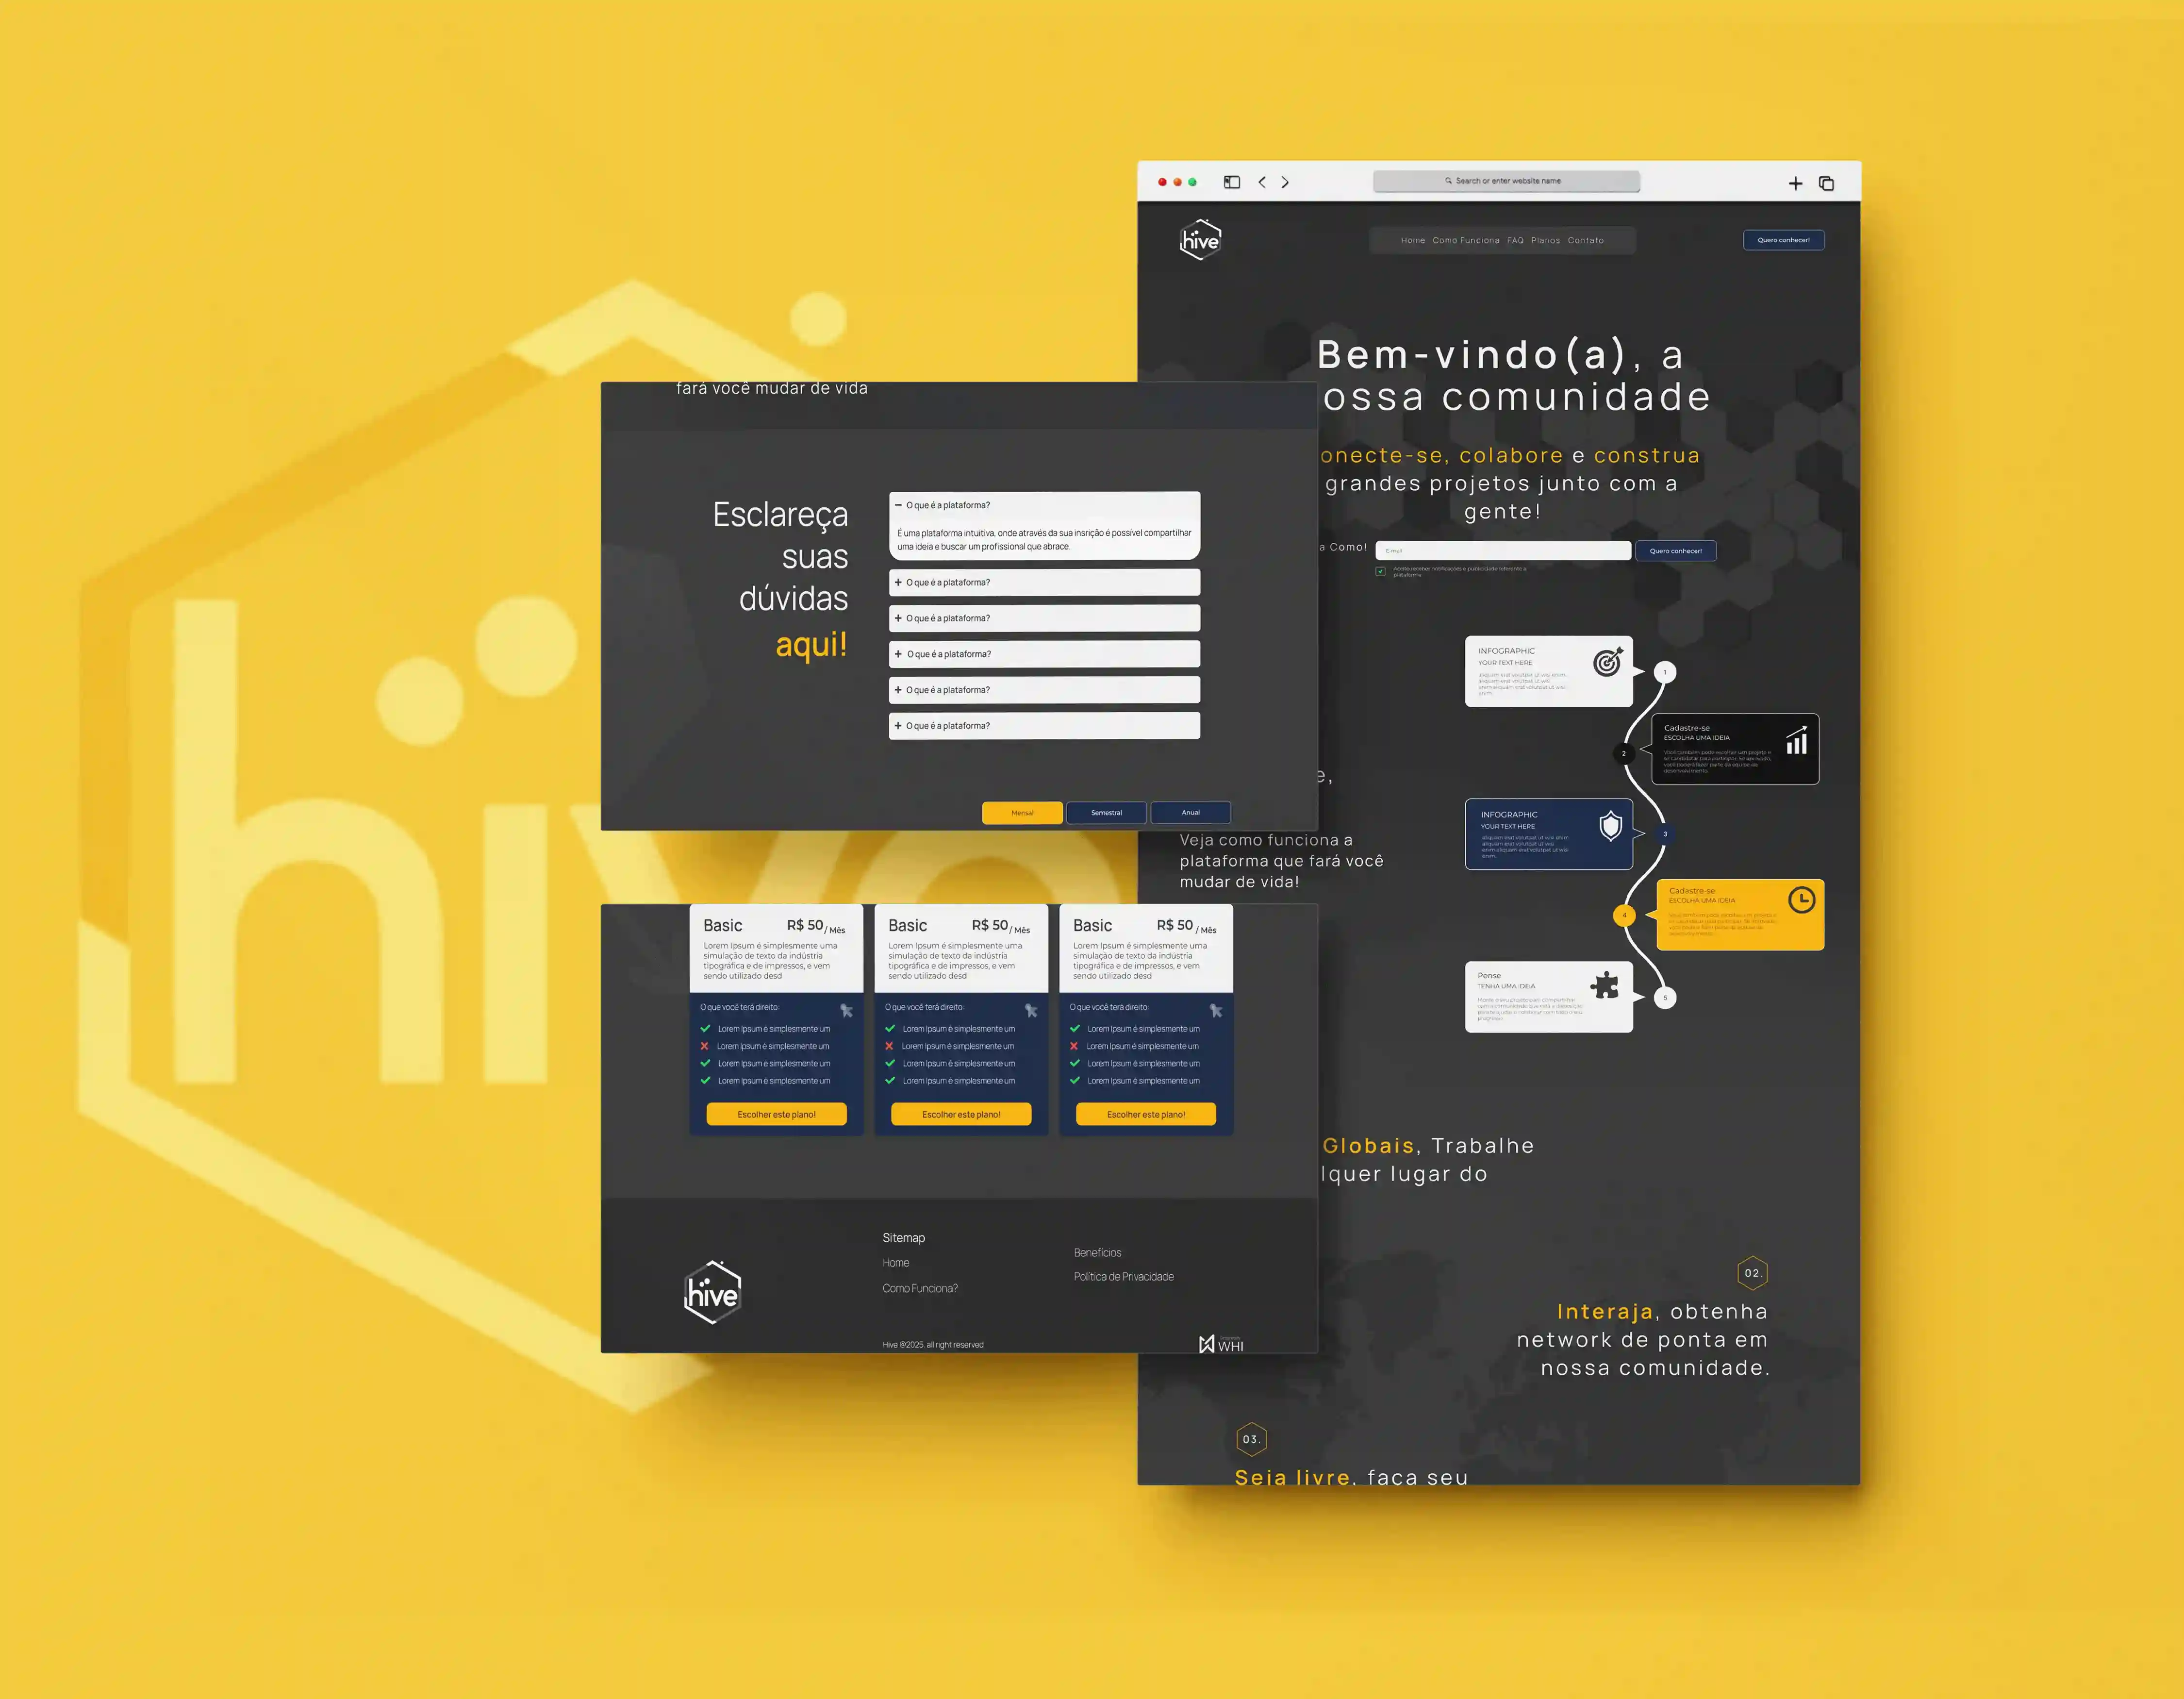 hive
Search or enter website name
hive
Home Como Funciona FAQ Planos Contato
Quero conhecer!
Bem-vindo(a), a
ossa comunidade
onecte-se, colabore e construa
grandes projetos junto com a
gente!
a Como!
E-mail
Quero conhecer!
Aceito receber notificações e publicidade referente a
plataforma
INFOGRAPHIC
YOUR TEXT HERE
1
Cadastre-se
ESCOLHA UMA IDEIA
2
INFOGRAPHIC
YOUR TEXT HERE
3
Cadastre-se
ESCOLHA UMA IDEIA
4
Pense
TENHA UMA IDEIA
5
e,
Veja como funciona a
plataforma que fará você
mudar de vida!
Globais, Trabalhe
lquer lugar do
02.
Interaja, obtenha
network de ponta em
nossa comunidade.
03.
Seja livre, faça seu
fará você mudar de vida
Esclareça
suas
dúvidas
aqui!
− O que é a plataforma?
É uma plataforma intuitiva, onde através da sua insrição é possível compartilhar
uma ideia e buscar um profissional que abrace.
+ O que é a plataforma?
+ O que é a plataforma?
+ O que é a plataforma?
+ O que é a plataforma?
+ O que é a plataforma?
Mensal
Semestral
Anual
Basic R$ 50 / Mês
Lorem Ipsum é simplesmente uma
simulação de texto da indústria
tipográfica e de impressos, e vem
sendo utilizado desd
O que você terá direito:
Lorem Ipsum é simplesmente um
Lorem Ipsum é simplesmente um
Lorem Ipsum é simplesmente um
Lorem Ipsum é simplesmente um
Escolher este plano!
Basic R$ 50 / Mês
Lorem Ipsum é simplesmente uma
simulação de texto da indústria
tipográfica e de impressos, e vem
sendo utilizado desd
O que você terá direito:
Lorem Ipsum é simplesmente um
Lorem Ipsum é simplesmente um
Lorem Ipsum é simplesmente um
Lorem Ipsum é simplesmente um
Escolher este plano!
Basic R$ 50 / Mês
Lorem Ipsum é simplesmente uma
simulação de texto da indústria
tipográfica e de impressos, e vem
sendo utilizado desd
O que você terá direito:
Lorem Ipsum é simplesmente um
Lorem Ipsum é simplesmente um
Lorem Ipsum é simplesmente um
Lorem Ipsum é simplesmente um
Escolher este plano!
hive
Sitemap
Home
Como Funciona?
Benefícios
Política de Privacidade
Hive @2025. all right reserved
WHI